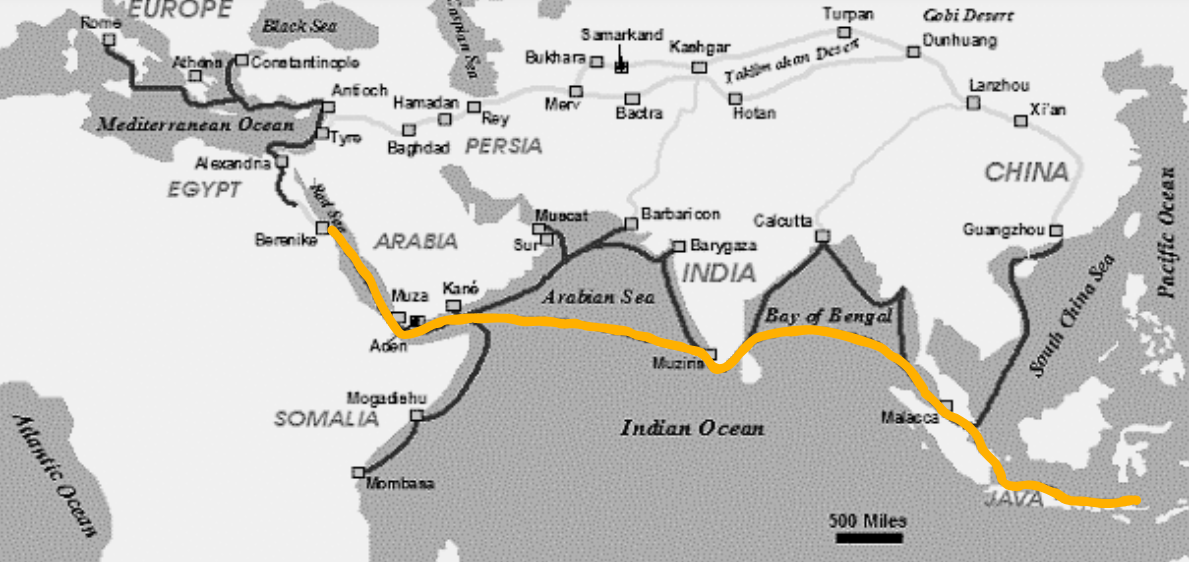 EUROPE
Rome
Black Sea
Caspian Sea
Turpan
Gobi Desert
Samarkand
Dunhuang
Athens
Constantinople
Bukhara
Kashgar
Taklimakan Desert
Lanzhou
Antioch
Hamadan
Merv
Bactra
Hotan
Xi'an
Mediterranean Ocean
Rey
Tyre
Baghdad
PERSIA
Alexandria
CHINA
EGYPT
Red Sea
Pacific Ocean
Muscat
Barbaricon
Calcutta
Guangzhou
Berenike
ARABIA
Sur
Barygaza
INDIA
Muza
Kané
Arabian Sea
Bay of Bengal
South China Sea
Aden
Muziris
Mogadishu
SOMALIA
Malacca
Indian Ocean
Atlantic Ocean
Mombasa
JAVA
500 Miles